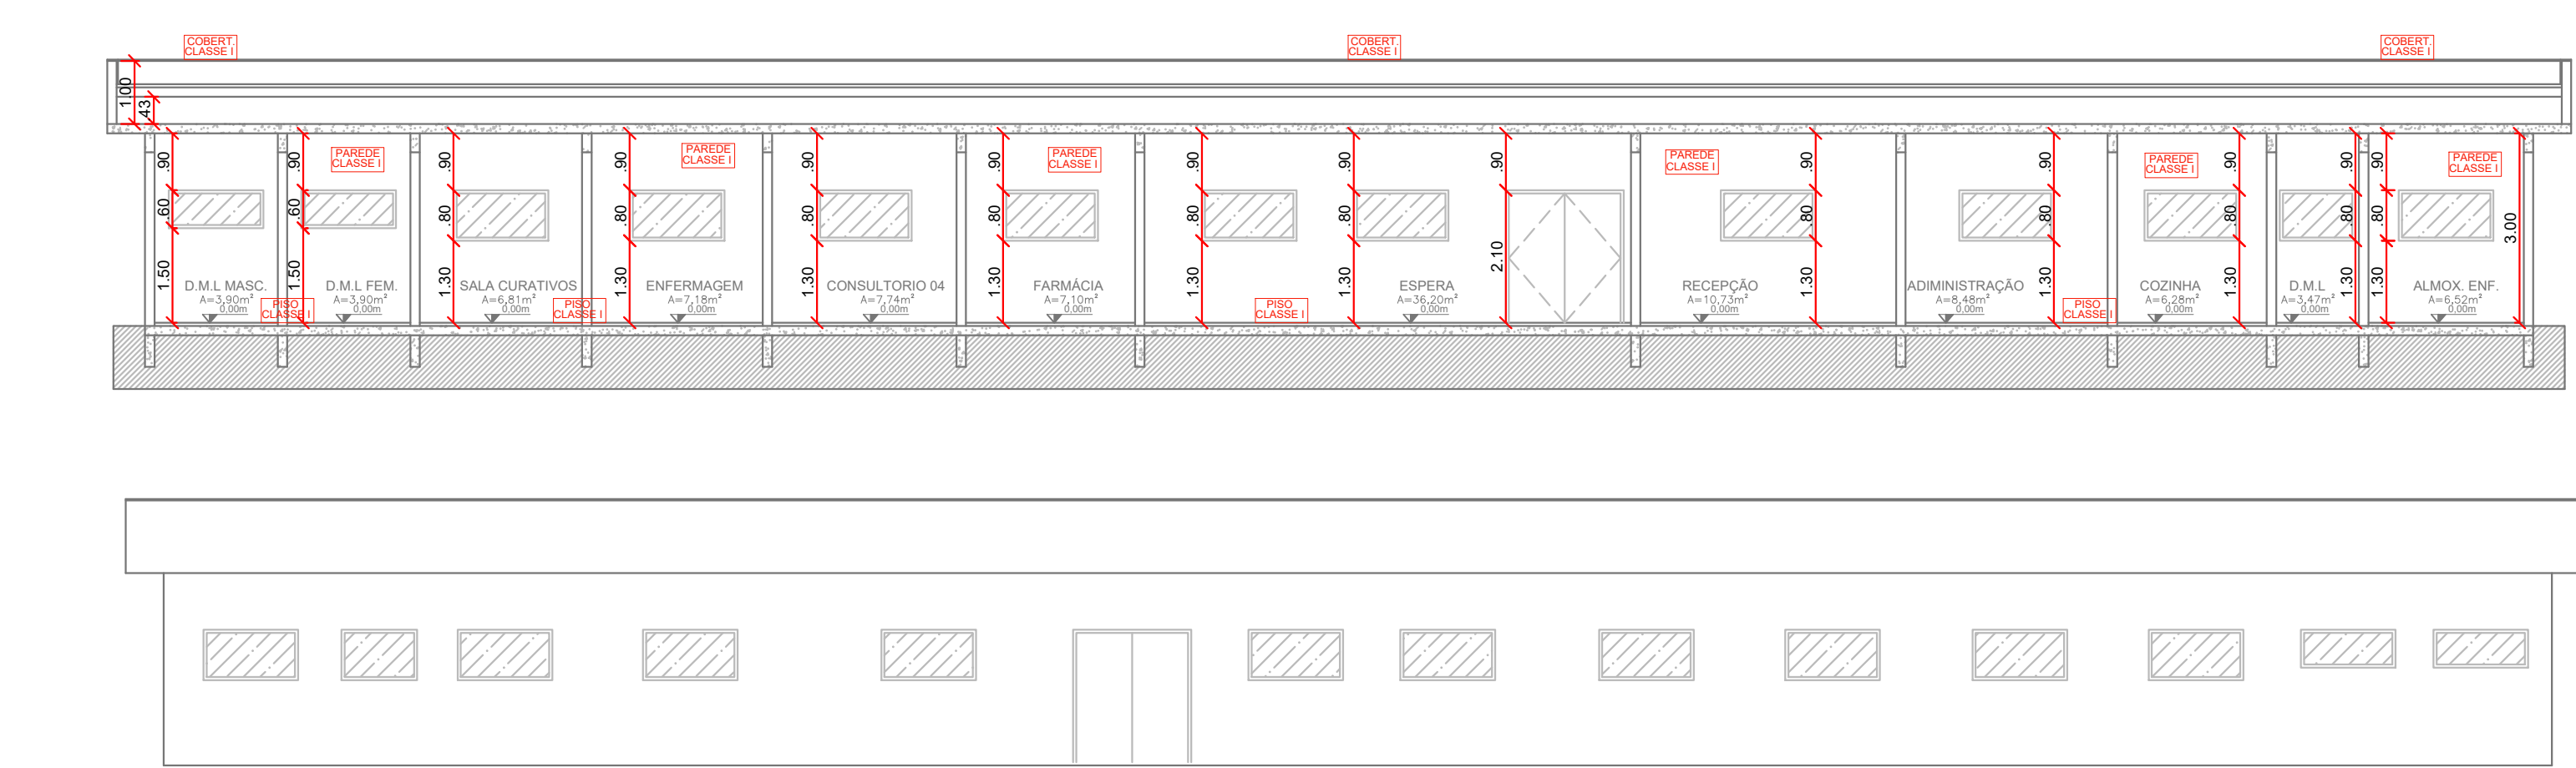 COBERT.
CLASSE I
COBERT.
CLASSE I
COBERT.
CLASSE I
1.00
43
.90
.90
.90
.90
.90
.90
.90
.90
.90
.90
.90
.90
.90
.90
PAREDE
CLASSE I
PAREDE
CLASSE I
PAREDE
CLASSE I
PAREDE
CLASSE I
PAREDE
CLASSE I
PAREDE
CLASSE I
.60
.60
.80
.80
.80
.80
.80
.80
.80
.80
.80
.80
.80
3.00
2.10
1.50
1.50
1.30
1.30
1.30
1.30
1.30
1.30
1.30
1.30
1.30
1.30
1.30
D.M.L MASC.
A=3,90m²
0,00m
PISO
CLASSE I
D.M.L FEM.
A=3,90m²
0,00m
SALA CURATIVOS
A=6,81m²
0,00m
PISO
CLASSE I
ENFERMAGEM
A=7,18m²
0,00m
CONSULTORIO 04
A=7,74m²
0,00m
FARMÁCIA
A=7,10m²
0,00m
PISO
CLASSE I
ESPERA
A=36,20m²
0,00m
RECEPÇÃO
A=10,73m²
0,00m
ADIMINISTRAÇÃO
A=8,48m²
0,00m
PISO
CLASSE I
COZINHA
A=6,28m²
0,00m
D.M.L
A=3,47m²
0,00m
ALMOX. ENF.
A=6,52m²
0,00m